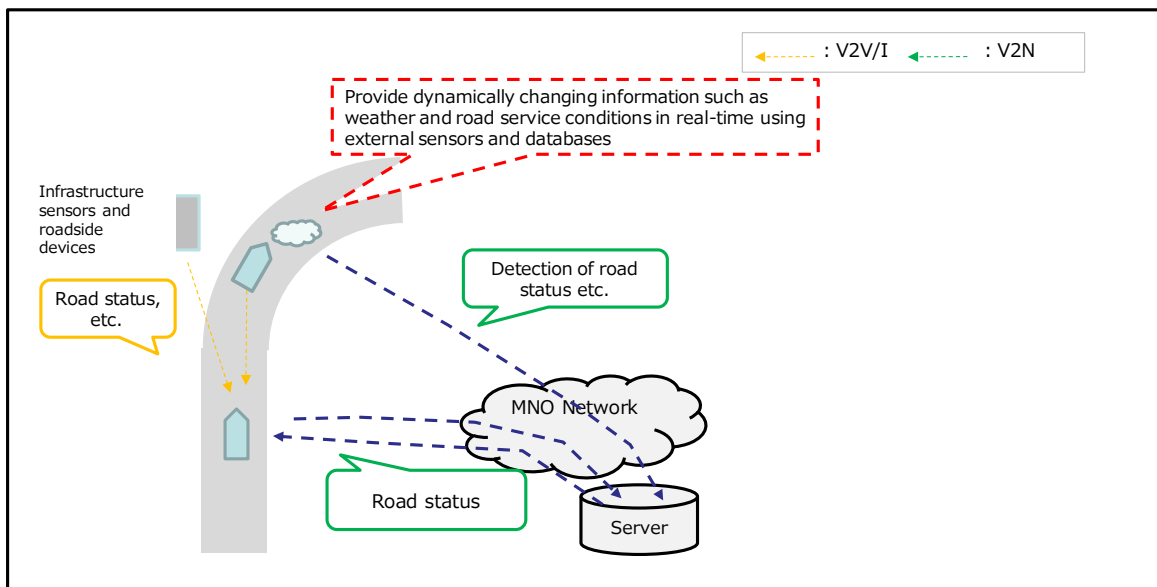 : V2V/I
: V2N
Provide dynamically changing information such as
weather and road service conditions in real-time using
external sensors and databases
Infrastructure
sensors and
roadside
devices
Road status,
etc.
Detection of road
status etc.
MNO Network
Road status
Server